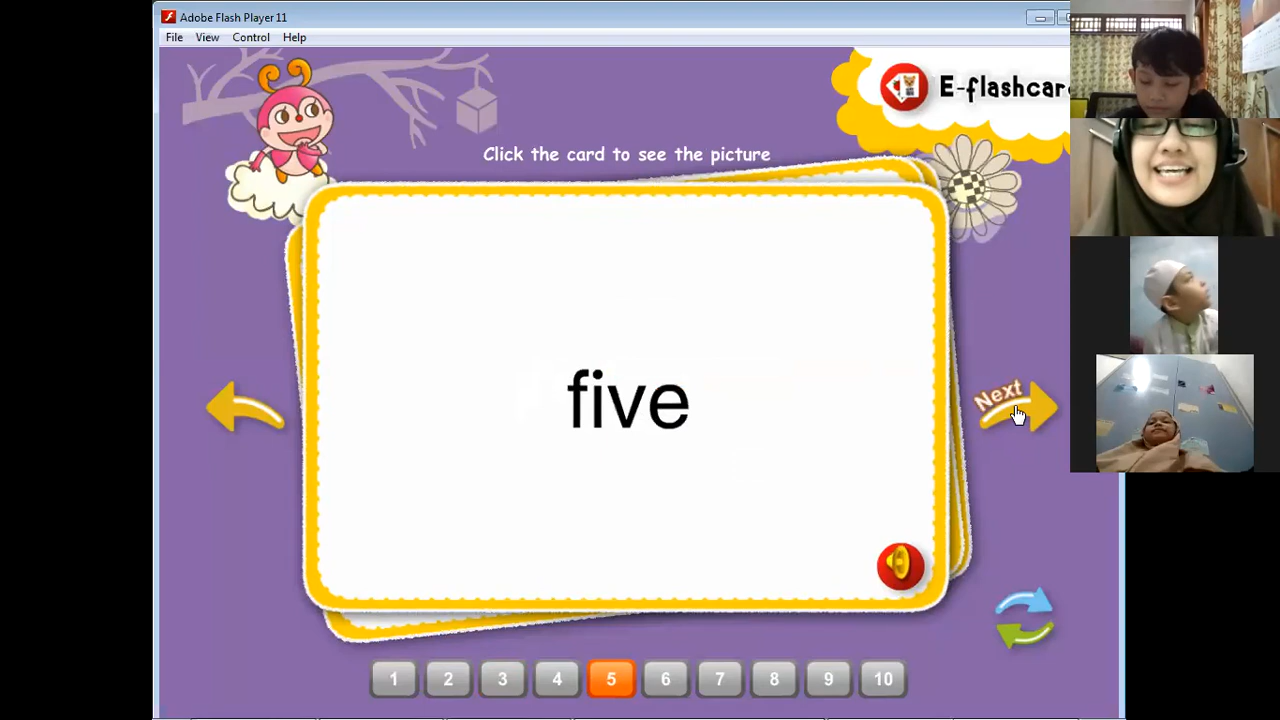 Adobe Flash Player 11
File View Control Help
E-flashcar
Click the card to see the picture
five
Next
1 2 3 4 5 6 7 8 9 10